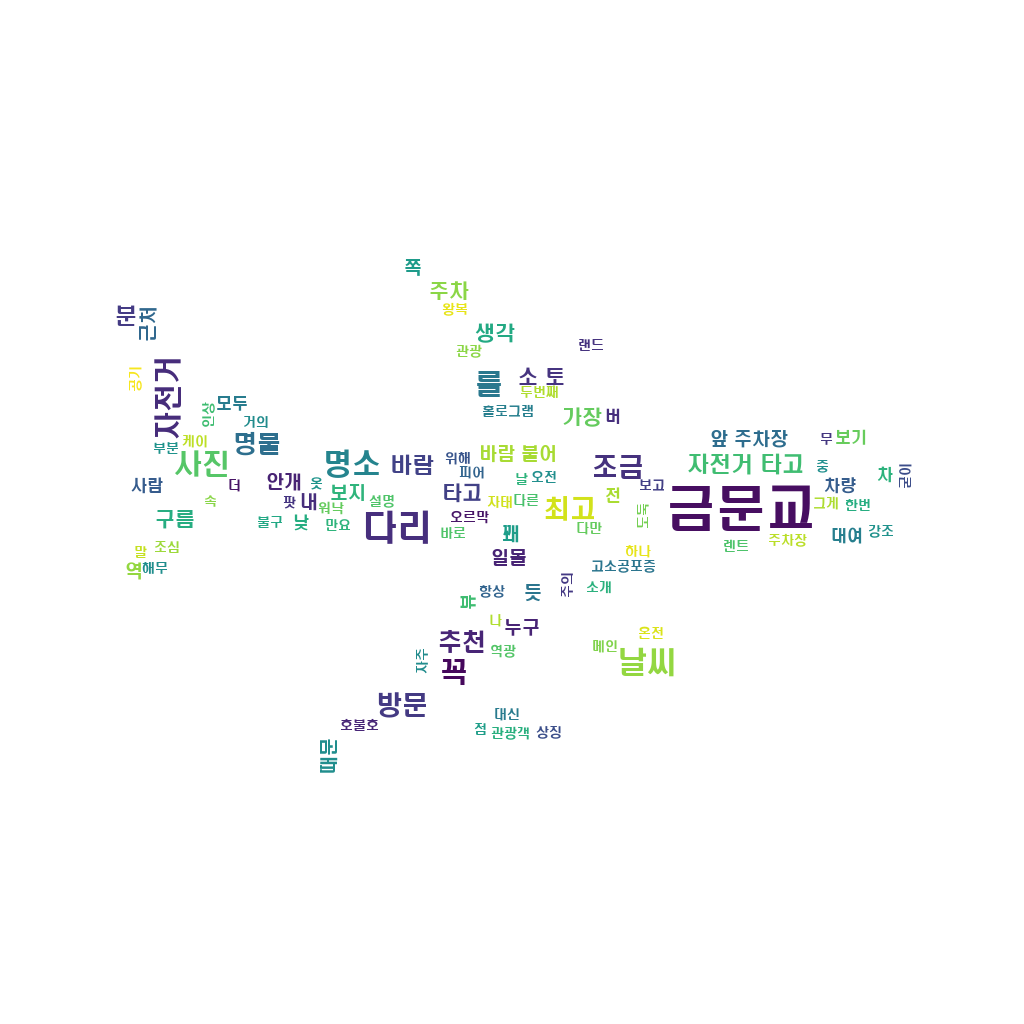 쪽
주차
왕복
분
근처
생각
랜드
관광
자전거
공기
를
소 토
두번째
모두
인상
홀로그램
가장
버
거의
명물
앞 주차장
무
보기
케이
부분
바람 불어
사진
명소
바람
위해
조금
자전거 타고
중
피어
차
굳이
안개
옷
날
오전
더
사람
보고
차량
보지
타고
팟
내
속
설명
자태
다른
전
금문교
그게
한번
워낙
최고
구름
다리
오르막
도둑
불구
낮
만요
바로
꽤
다만
대여
강조
렌트
주차장
말
조심
일몰
하나
역
해무
고소공포증
항상
듯
주의
소개
뷰
나
누구
온전
추천
역광
메인
자주
꼭
날씨
방문
대신
호불호
점
관광객
상징
때문